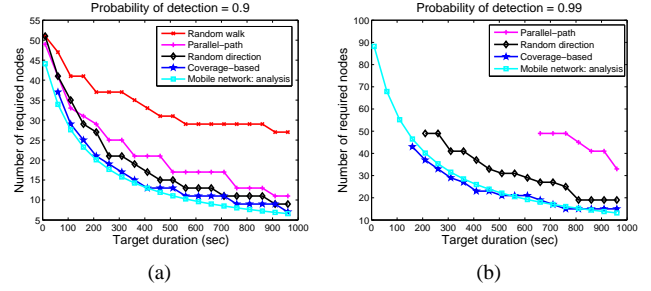 Probability of detection = 0.9
Number of required nodes
55
50
45
40
35
30
25
20
15
10
5
Random walk
Parallel-path
Random direction
Coverage-based
Mobile network: analysis
0 100 200 300 400 500 600 700 800 900 1000
Target duration (sec)
(a)
Probability of detection = 0.99
Number of required nodes
100
90
80
70
60
50
40
30
20
10
Parallel-path
Random direction
Coverage-based
Mobile network: analysis
0 100 200 300 400 500 600 700 800 900 1000
Target duration (sec)
(b)